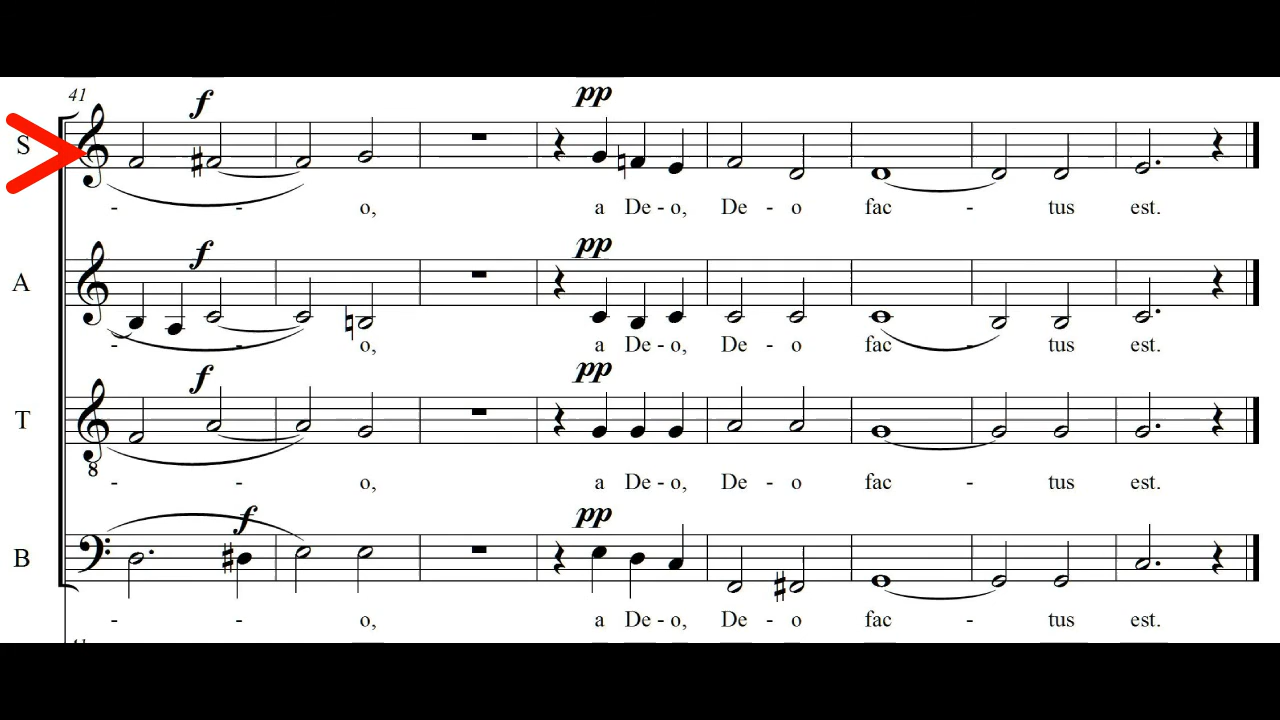 41
f pp
S
- - o, a De - o, De - o fac - tus est.
f pp
A
- - o, a De - o, De - o fac - tus est.
f pp
T
8
- - o, a De - o, De - o fac - tus est.
f pp
B
- - o, a De - o, De - o fac - tus est.